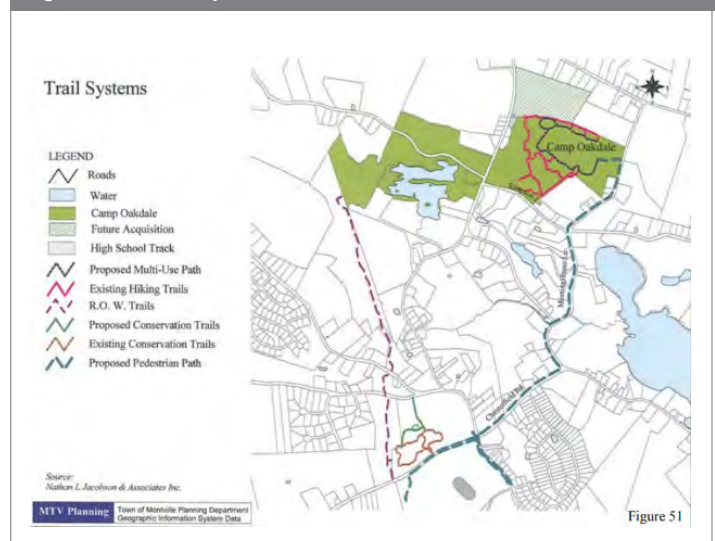 Trail Systems
LEGEND
Roads
Water
Camp Oakdale
Future Acquisition
High School Track
Proposed Multi-Use Path
Existing Hiking Trails
R.O. W. Trails
Proposed Conservation Trails
Existing Conservation Trails
Proposed Pedestrian Path
Camp Oakdale
Chesterfield Rd.
Source:
Nathan L Jacobson & Associates Inc.
MTV Planning
Town of Montville Planning Department
Geographic Information System Data
Figure 51